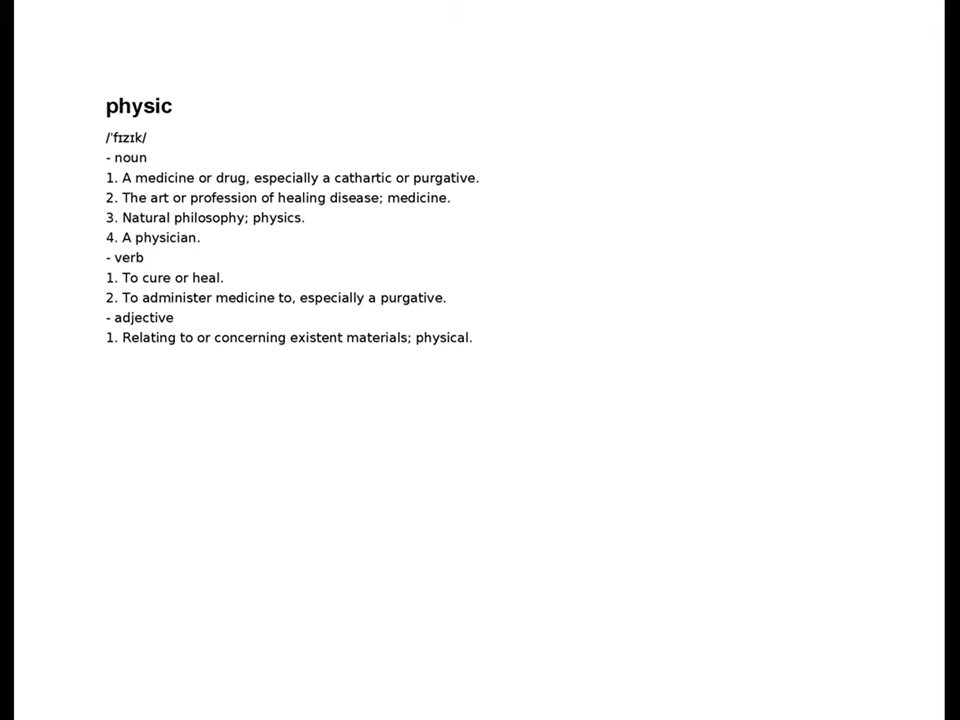 physic
/ˈfɪzɪk/
- noun
1. A medicine or drug, especially a cathartic or purgative.
2. The art or profession of healing disease; medicine.
3. Natural philosophy; physics.
4. A physician.
- verb
1. To cure or heal.
2. To administer medicine to, especially a purgative.
- adjective
1. Relating to or concerning existent materials; physical.